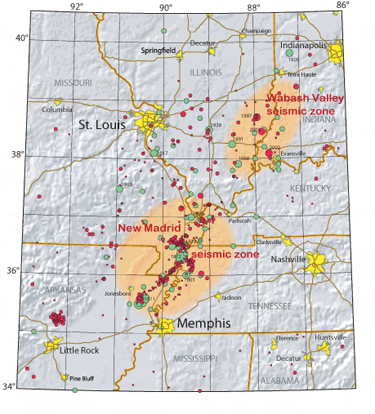 92° 90° 88° 86°
40°
Champaign
Springfield
Decatur
Indianapolis
ILLINOIS
Terre Haute
MISSOURI
Columbia
Wabash Valley
seismic zone
INDIANA
St. Louis
38°
Evansville
KENTUCKY
New Madrid
seismic zone
Paducah
Clarksville
Nashville
36°
ARKANSAS
Jonesboro
Jackson
TENNESSEE
Memphis
Little Rock
Florence
Huntsville
MISSISSIPPI
Decatur
Pine Bluff
ALABAMA
34°